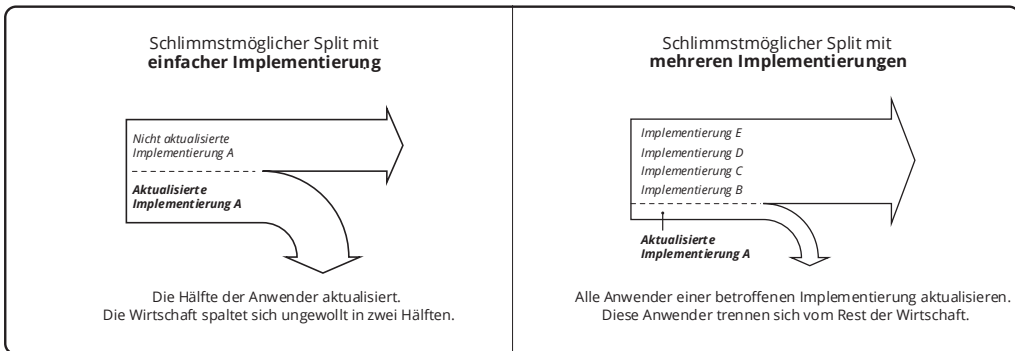 Schlimmstmöglicher Split mit
einfacher Implementierung
Nicht aktualisierte
Implementierung A
Aktualisierte
Implementierung A
Die Hälfte der Anwender aktualisiert.
Die Wirtschaft spaltet sich ungewollt in zwei Hälften.
Schlimmstmöglicher Split mit
mehreren Implementierungen
Implementierung E
Implementierung D
Implementierung C
Implementierung B
Aktualisierte
Implementierung A
Alle Anwender einer betroffenen Implementierung aktualisieren.
Diese Anwender trennen sich vom Rest der Wirtschaft.